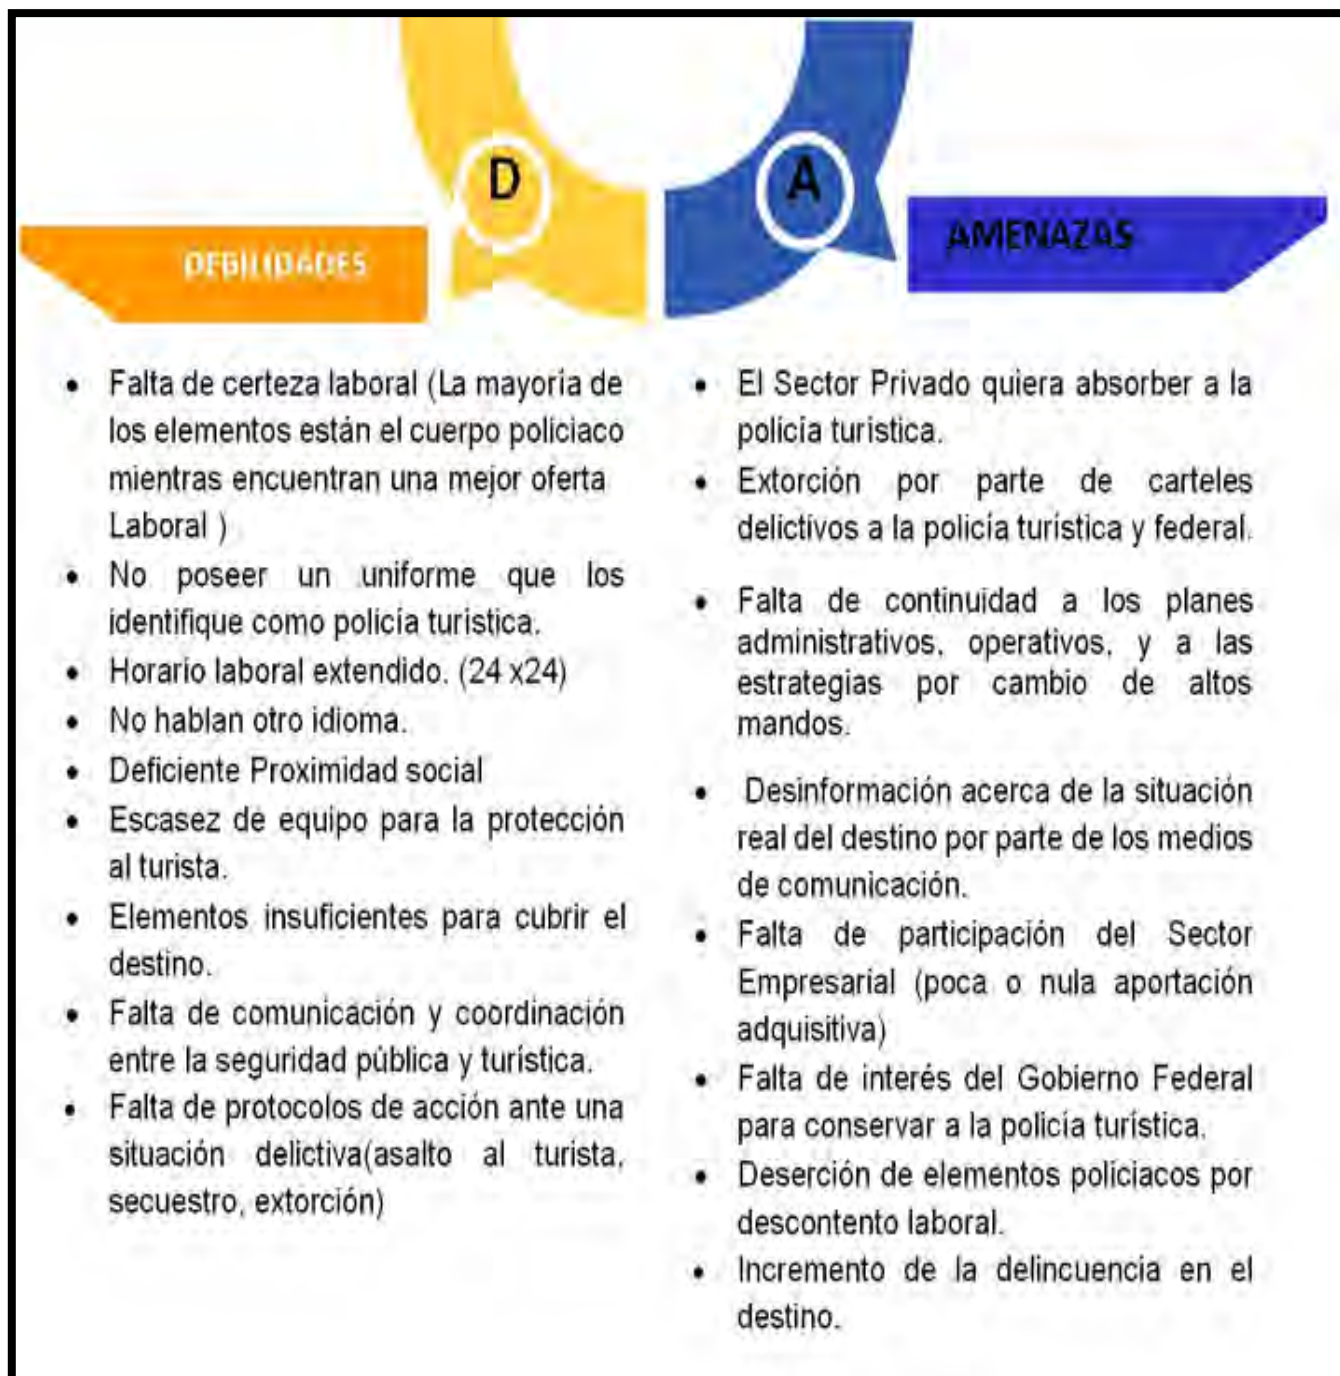 D
DEBILIDADES
• Falta de certeza laboral (La mayoría de
los elementos están el cuerpo policiaco
mientras encuentran una mejor oferta
Laboral )
• No poseer un uniforme que los
identifique como policía turistica.
• Horario laboral extendido. (24 x24)
• No hablan otro idioma.
• Deficiente Proximidad social
• Escasez de equipo para la protección
al turista.
• Elementos insuficientes para cubrir el
destino.
• Falta de comunicación y coordinación
entre la seguridad pública y turística.
• Falta de protocolos de acción ante una
situación delictiva(asalto al turista,
secuestro, extorción)
A
AMENAZAS
• El Sector Privado quiera absorber a la
policía turistica.
• Extorción por parte de carteles
delictivos a la policía turística y federal.
• Falta de continuidad a los planes
administrativos, operativos, y a las
estrategias por cambio de altos
mandos.
• Desinformación acerca de la situación
real del destino por parte de los medios
de comunicación.
• Falta de participación del Sector
Empresarial (poca o nula aportación
adquisitiva)
• Falta de interés del Gobierno Federal
para conservar a la policía turística.
• Deserción de elementos policiacos por
descontento laboral.
• Incremento de la delincuencia en el
destino.